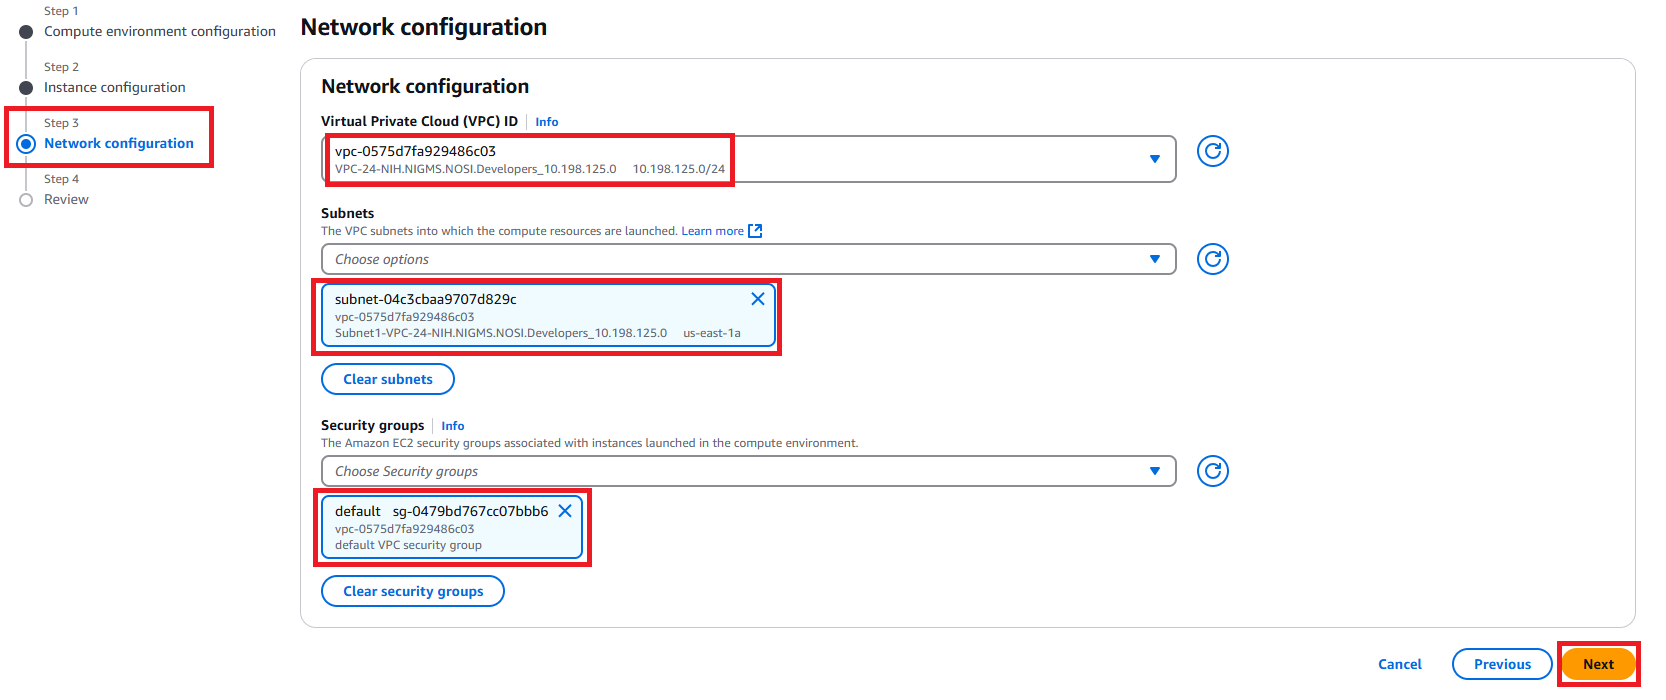 Step 1
Compute environment configuration
Step 2
Instance configuration
Step 3
Network configuration
Step 4
Review
Network configuration
Network configuration
Virtual Private Cloud (VPC) ID Info
vpc-0575d7fa929486c03
VPC-24-NIH.NIGMS.NOSI.Developers_10.198.125.0 10.198.125.0/24
Subnets
The VPC subnets into which the compute resources are launched. Learn more
Choose options
subnet-04c3cbaa9707d829c
vpc-0575d7fa929486c03
Subnet1-VPC-24-NIH.NIGMS.NOSI.Developers_10.198.125.0 us-east-1a
Clear subnets
Security groups Info
The Amazon EC2 security groups associated with instances launched in the compute environment.
Choose Security groups
default sg-0479bd767cc07bbb6
vpc-0575d7fa929486c03
default VPC security group
Clear security groups
Cancel Previous Next